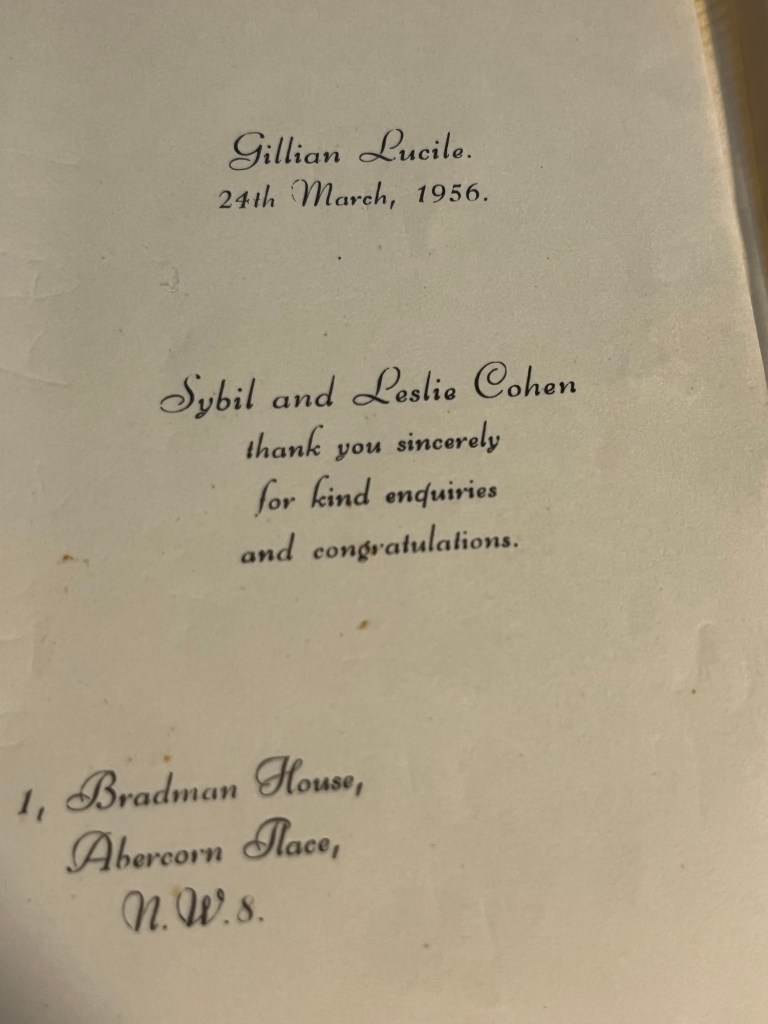 Gillian Lucile.
24th March, 1956.
Sybil and Leslie Cohen
thank you sincerely
for kind enquiries
and congratulations.
1, Bradman House,
Abercorn Place,
N.W.8.